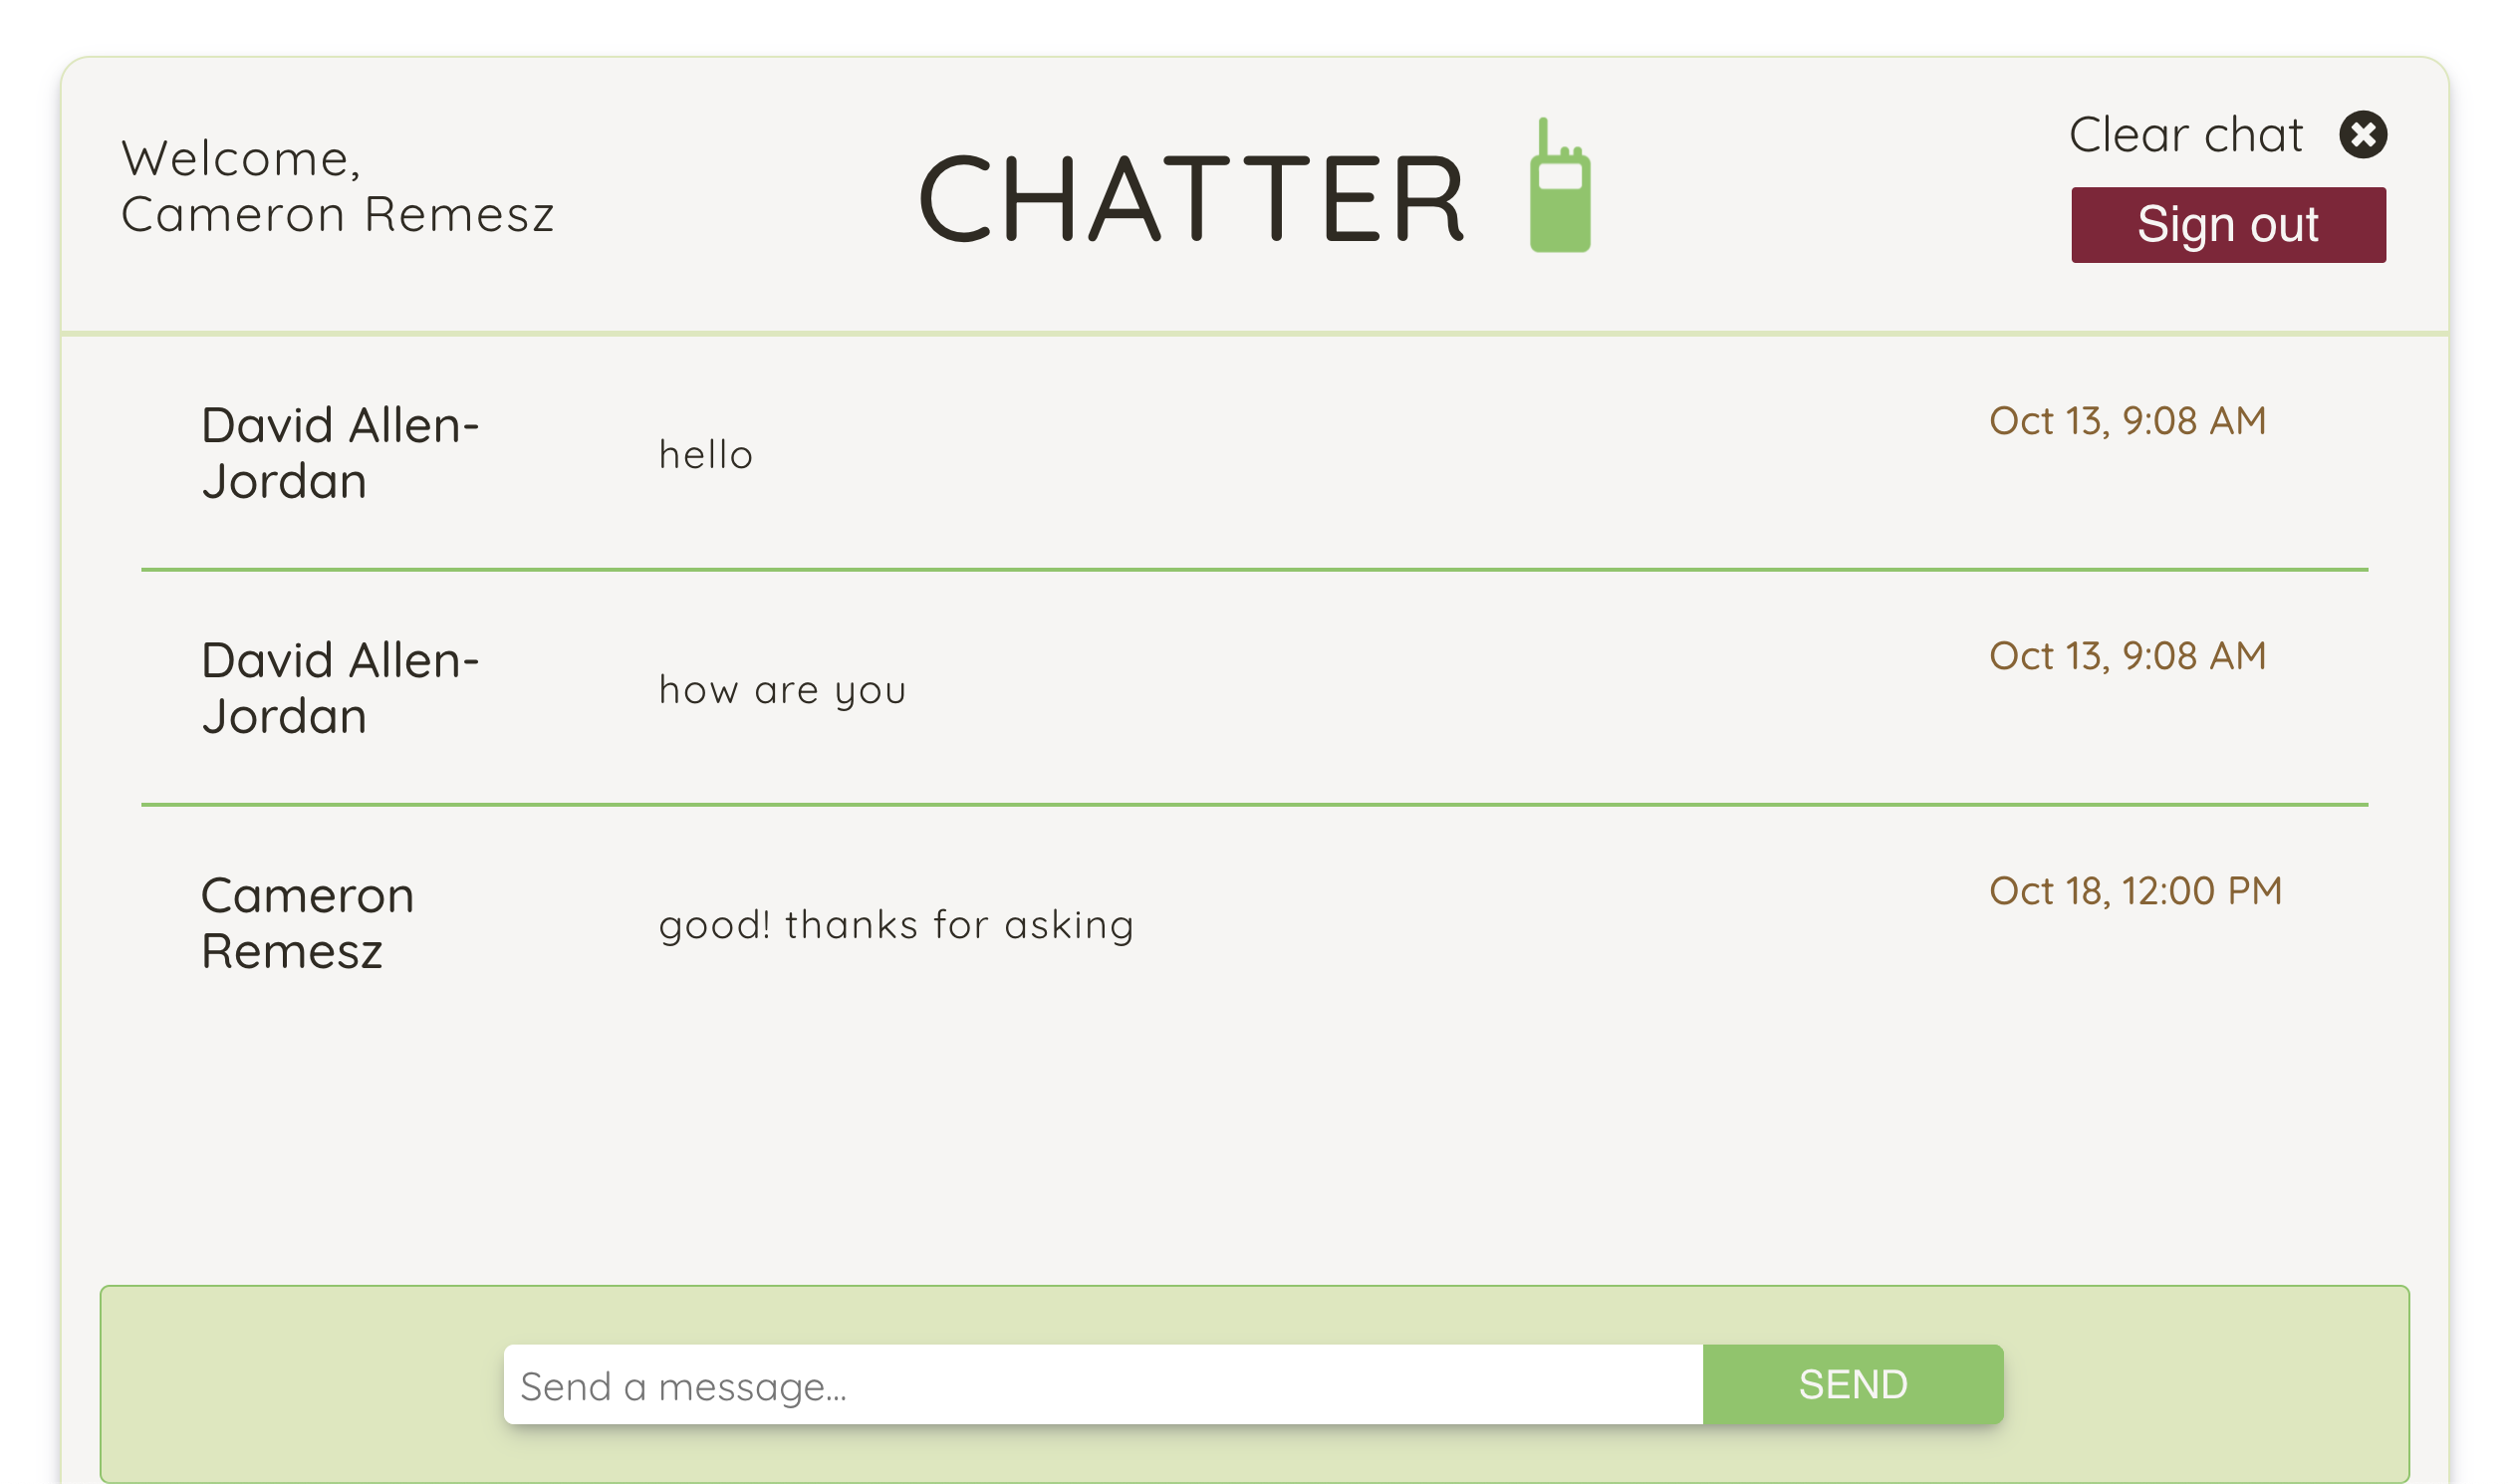 Welcome,
Cameron Remesz
CHATTER
Clear chat
Sign out
David Allen-
Jordan
hello
Oct 13, 9:08 AM
David Allen-
Jordan
how are you
Oct 13, 9:08 AM
Cameron
Remesz
good! thanks for asking
Oct 18, 12:00 PM
Send a message...
SEND